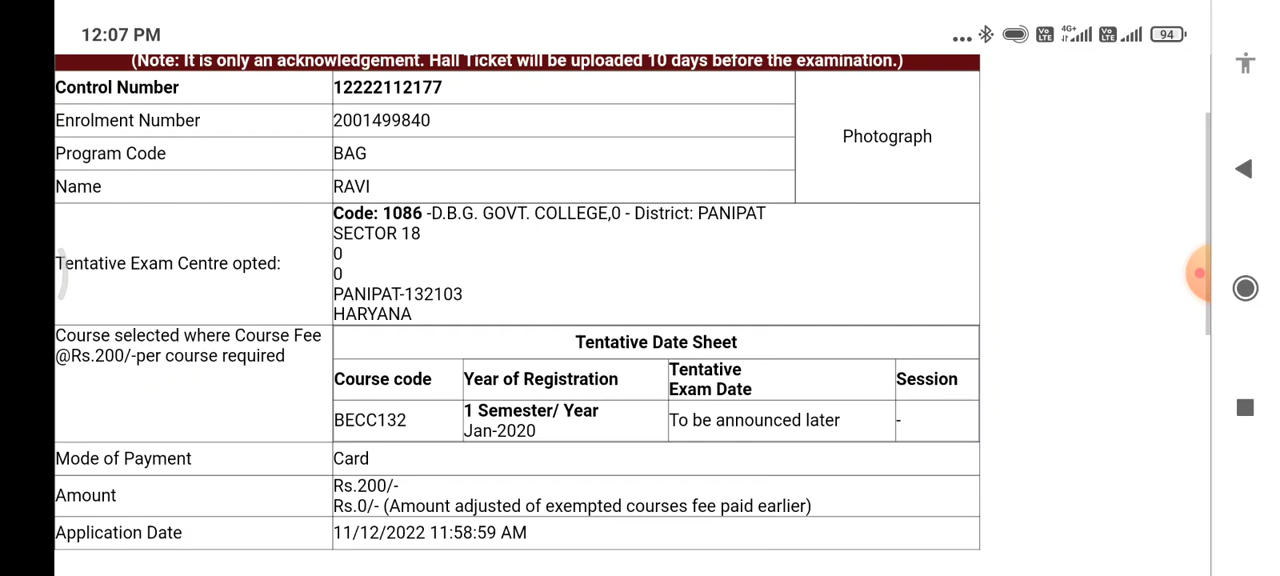 12:07 PM
... Vo LTE 4G+ Vo LTE 94
(Note: It is only an acknowledgement. Hall Ticket will be uploaded 10 days before the examination.)
Control Number 12222112177
Enrolment Number 2001499840
Photograph
Program Code BAG
Name RAVI
Tentative Exam Centre opted:
Code: 1086 -D.B.G. GOVT. COLLEGE,0 - District: PANIPAT
SECTOR 18
0
0
PANIPAT-132103
HARYANA
Course selected where Course Fee
@Rs.200/-per course required
Tentative Date Sheet
Course code Year of Registration Tentative Exam Date Session
BECC132 1 Semester/ Year Jan-2020 To be announced later -
Mode of Payment Card
Amount Rs.200/-
Rs.0/- (Amount adjusted of exempted courses fee paid earlier)
Application Date 11/12/2022 11:58:59 AM